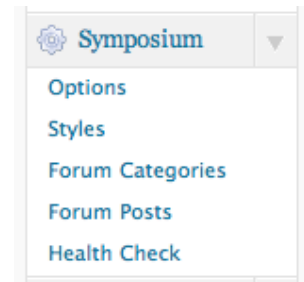 Symposium
Options
Styles
Forum Categories
Forum Posts
Health Check